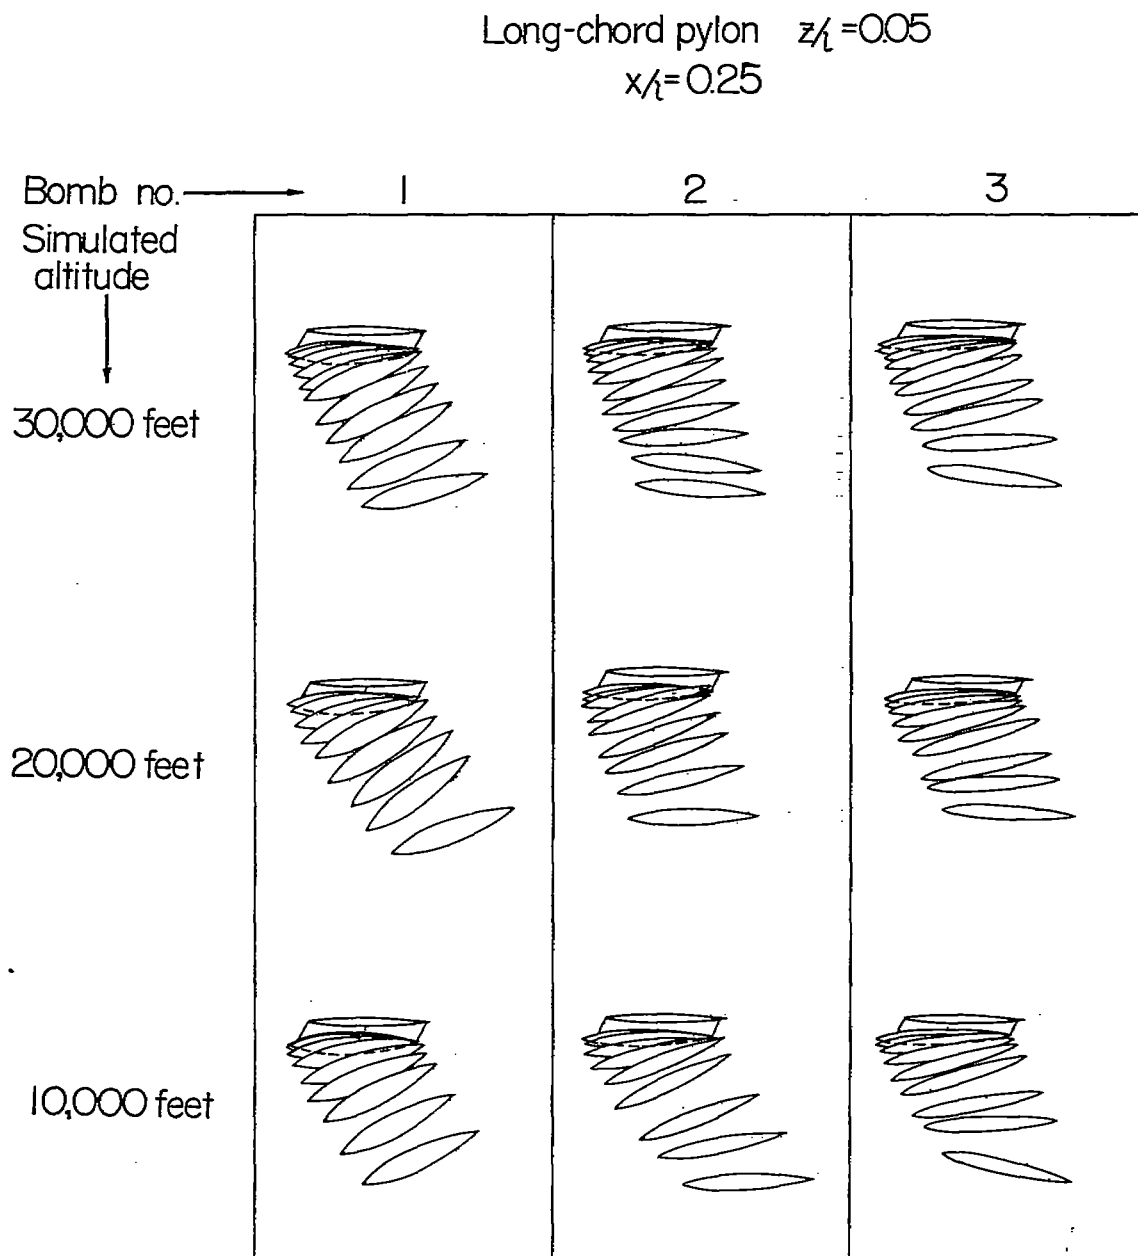 Long-chord pylon z/l = 0.05
x/l = 0.25
Bomb no. 1 2 3
Simulated
altitude
30,000 feet
20,000 feet
10,000 feet